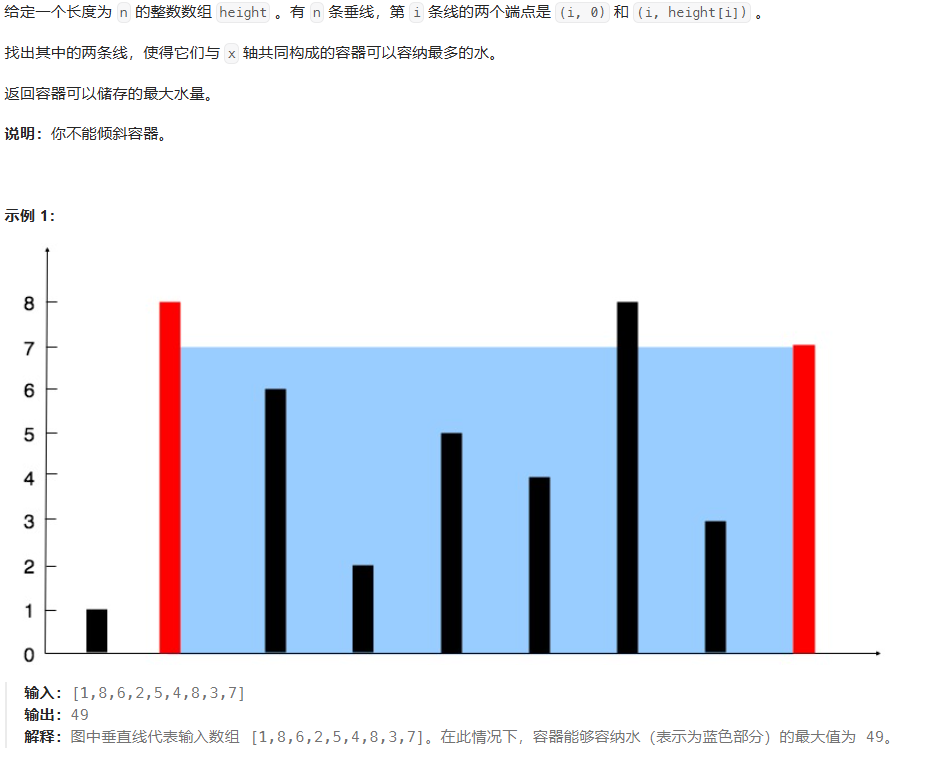 给定一个长度为 n 的整数数组 height 。有 n 条垂线，第 i 条线的两个端点是 (i, 0) 和 (i, height[i]) 。
找出其中的两条线，使得它们与 x 轴共同构成的容器可以容纳最多的水。
返回容器可以储存的最大水量。
说明：你不能倾斜容器。
示例 1：
8
7
6
5
4
3
2
1
0
输入：[1,8,6,2,5,4,8,3,7]
输出：49
解释：图中垂直线代表输入数组 [1,8,6,2,5,4,8,3,7]。在此情况下，容器能够容纳水（表示为蓝色部分）的最大值为 49。